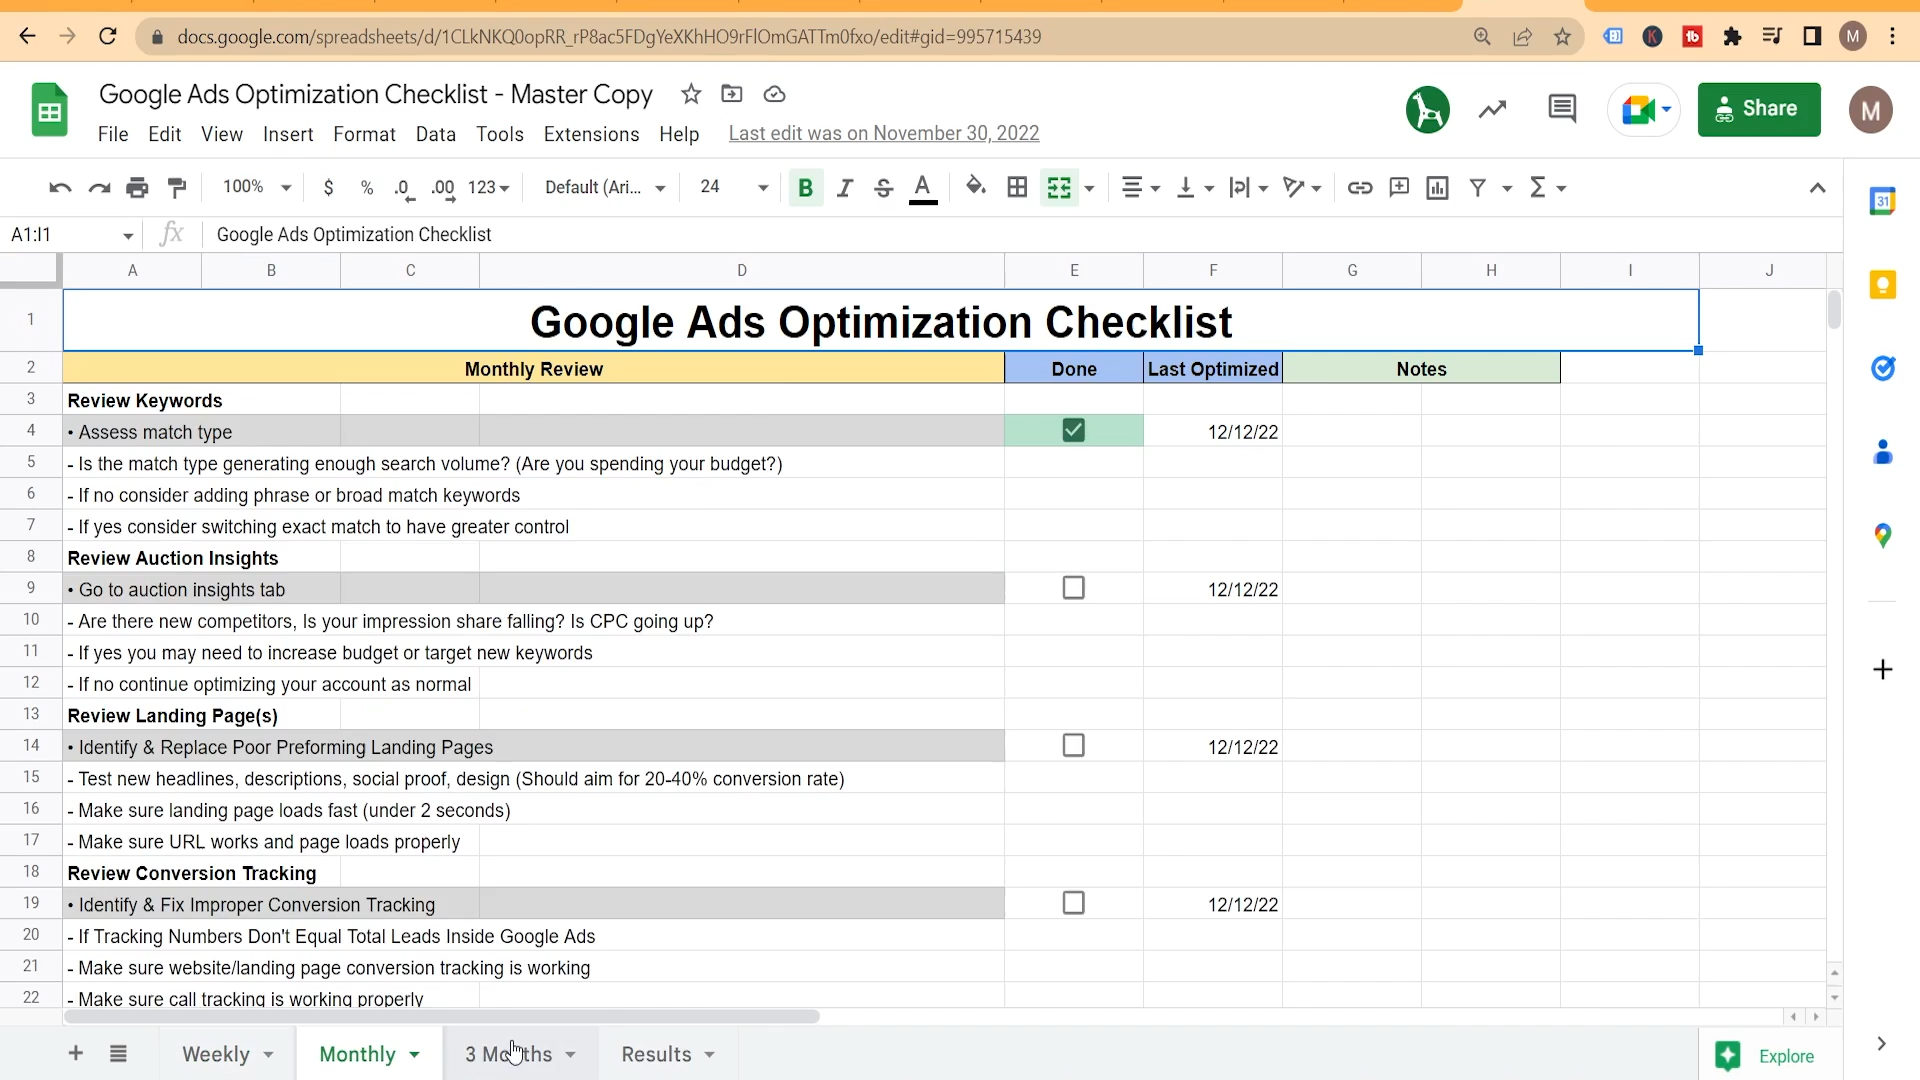 docs.google.com/spreadsheets/d/1CLkNKQ0opRR_rP8ac5FDgYeXKhHO9rFlOmGATTm0fxo/edit#gid=995715439
M
Google Ads Optimization Checklist - Master Copy
File Edit View Insert Format Data Tools Extensions Help Last edit was on November 30, 2022
Share
M
100% $ % .0 .00 123 Default (Ari... 24 B I S A
A1:I1 fx Google Ads Optimization Checklist
A B C D E F G H I J
1 Google Ads Optimization Checklist
2 Monthly Review Done Last Optimized Notes
3 Review Keywords
4 • Assess match type 12/12/22
5 - Is the match type generating enough search volume? (Are you spending your budget?)
6 - If no consider adding phrase or broad match keywords
7 - If yes consider switching exact match to have greater control
8 Review Auction Insights
9 • Go to auction insights tab 12/12/22
10 - Are there new competitors, Is your impression share falling? Is CPC going up?
11 - If yes you may need to increase budget or target new keywords
12 - If no continue optimizing your account as normal
13 Review Landing Page(s)
14 • Identify & Replace Poor Preforming Landing Pages 12/12/22
15 - Test new headlines, descriptions, social proof, design (Should aim for 20-40% conversion rate)
16 - Make sure landing page loads fast (under 2 seconds)
17 - Make sure URL works and page loads properly
18 Review Conversion Tracking
19 • Identify & Fix Improper Conversion Tracking 12/12/22
20 - If Tracking Numbers Don't Equal Total Leads Inside Google Ads
21 - Make sure website/landing page conversion tracking is working
22 - Make sure call tracking is working properly
Weekly Monthly 3 Months Results Explore
31